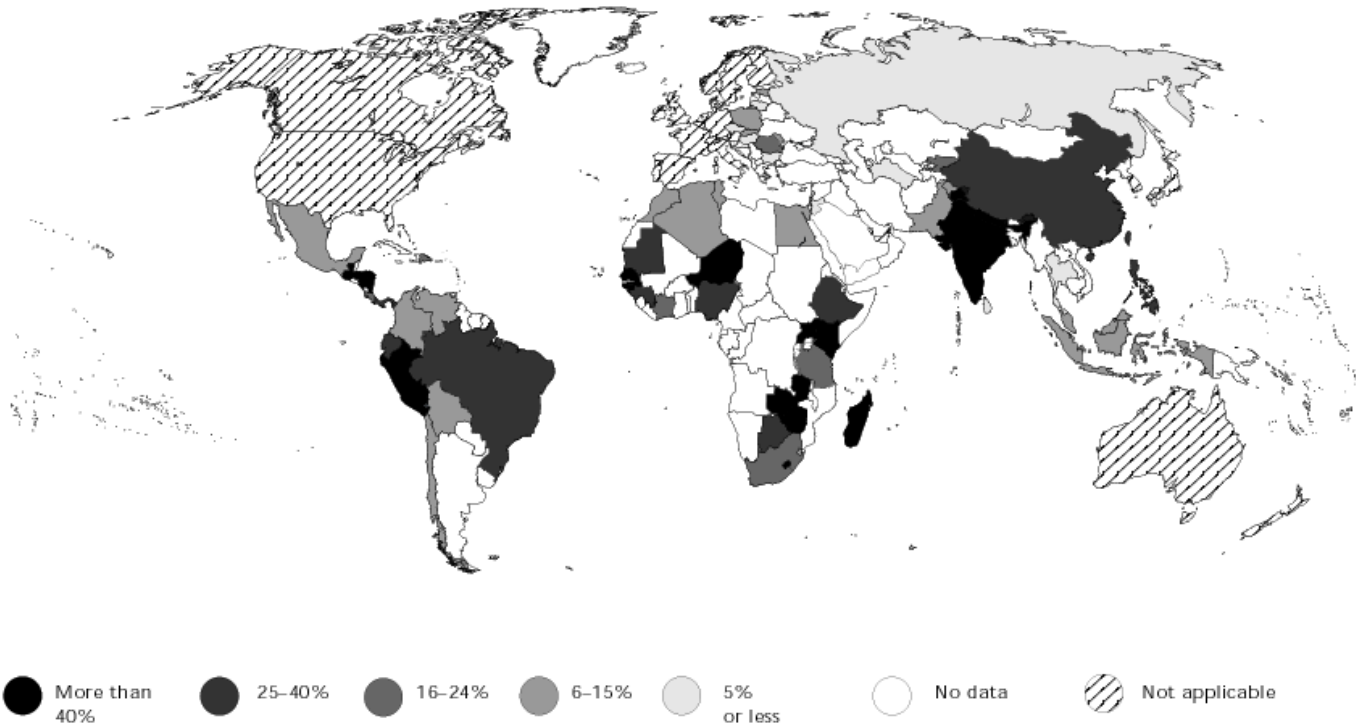 More than
40%
25–40%
16–24%
6–15%
5%
or less
No data
Not applicable